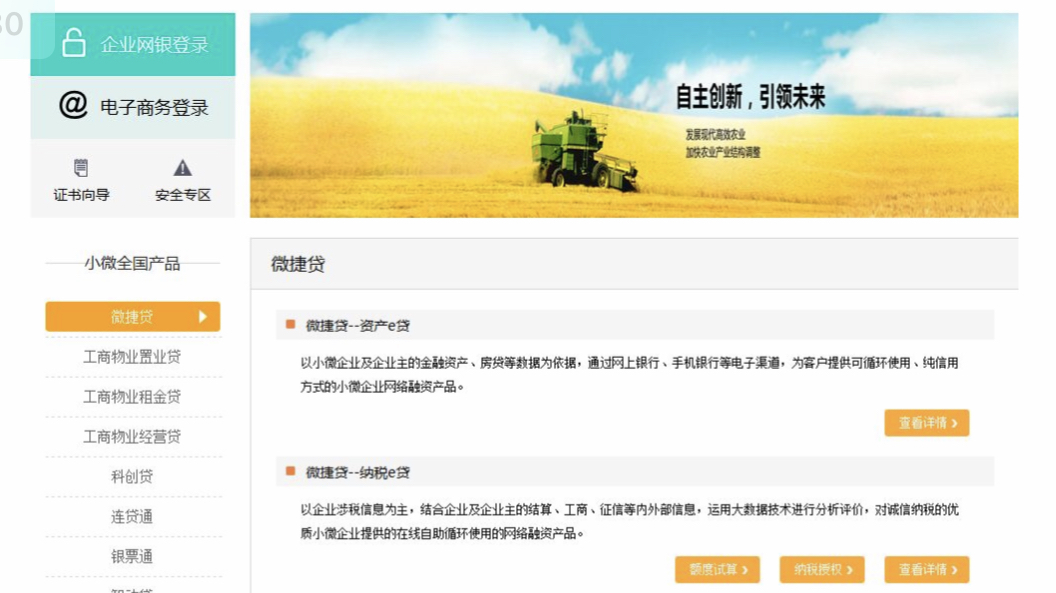 企业网银登录
电子商务登录
证书向导
安全专区
自主创新，引领未来
发展现代高效农业
加快农业产业结构调整
小微全国产品
微捷贷
工商物业置业贷
工商物业租金贷
工商物业经营贷
科创贷
连贷通
银票通
微捷贷
微捷贷--资产e贷
以小微企业及企业主的金融资产、房贷等数据为依据，通过网上银行、手机银行等电子渠道，为客户提供可循环使用、纯信用
方式的小微企业网络融资产品。
查看详情
微捷贷--纳税e贷
以企业涉税信息为主，结合企业及企业主的结算、工商、征信等内外部信息，运用大数据技术进行分析评价，对诚信纳税的优
质小微企业提供的在线自助循环使用的网络融资产品。
额度试算
纳税授权
查看详情